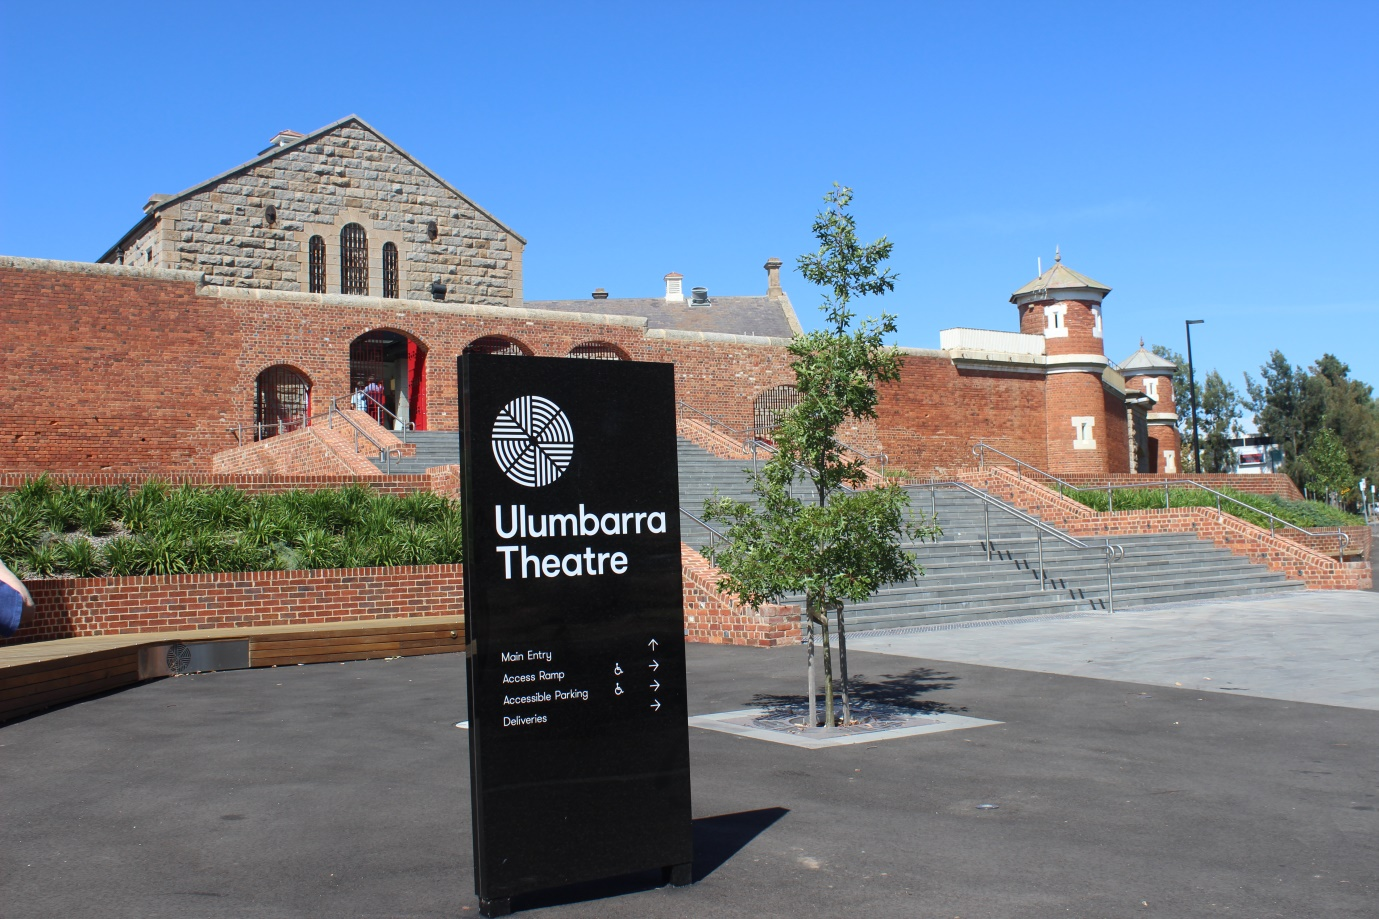 Ulumbarra
Theatre
Main Entry ↑
Access Ramp ♿ →
Accessible Parking ♿ →
Deliveries →